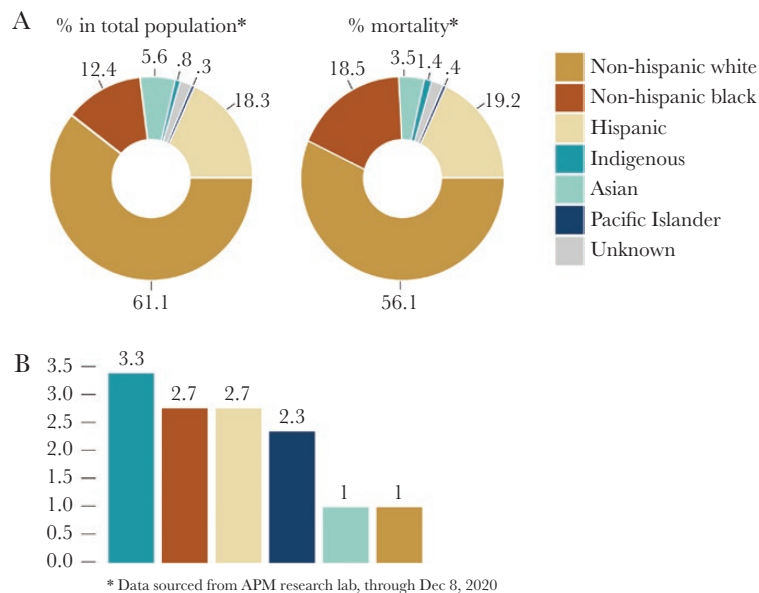 A
% in total population*
% mortality*
12.4
5.6
.8
.3
18.3
61.1
18.5
3.5
1.4
.4
19.2
56.1
Non-hispanic white
Non-hispanic black
Hispanic
Indigenous
Asian
Pacific Islander
Unknown
B
3.5
3.0
2.5
2.0
1.5
1.0
0.5
0.0
3.3
2.7
2.7
2.3
1
1
* Data sourced from APM research lab, through Dec 8, 2020